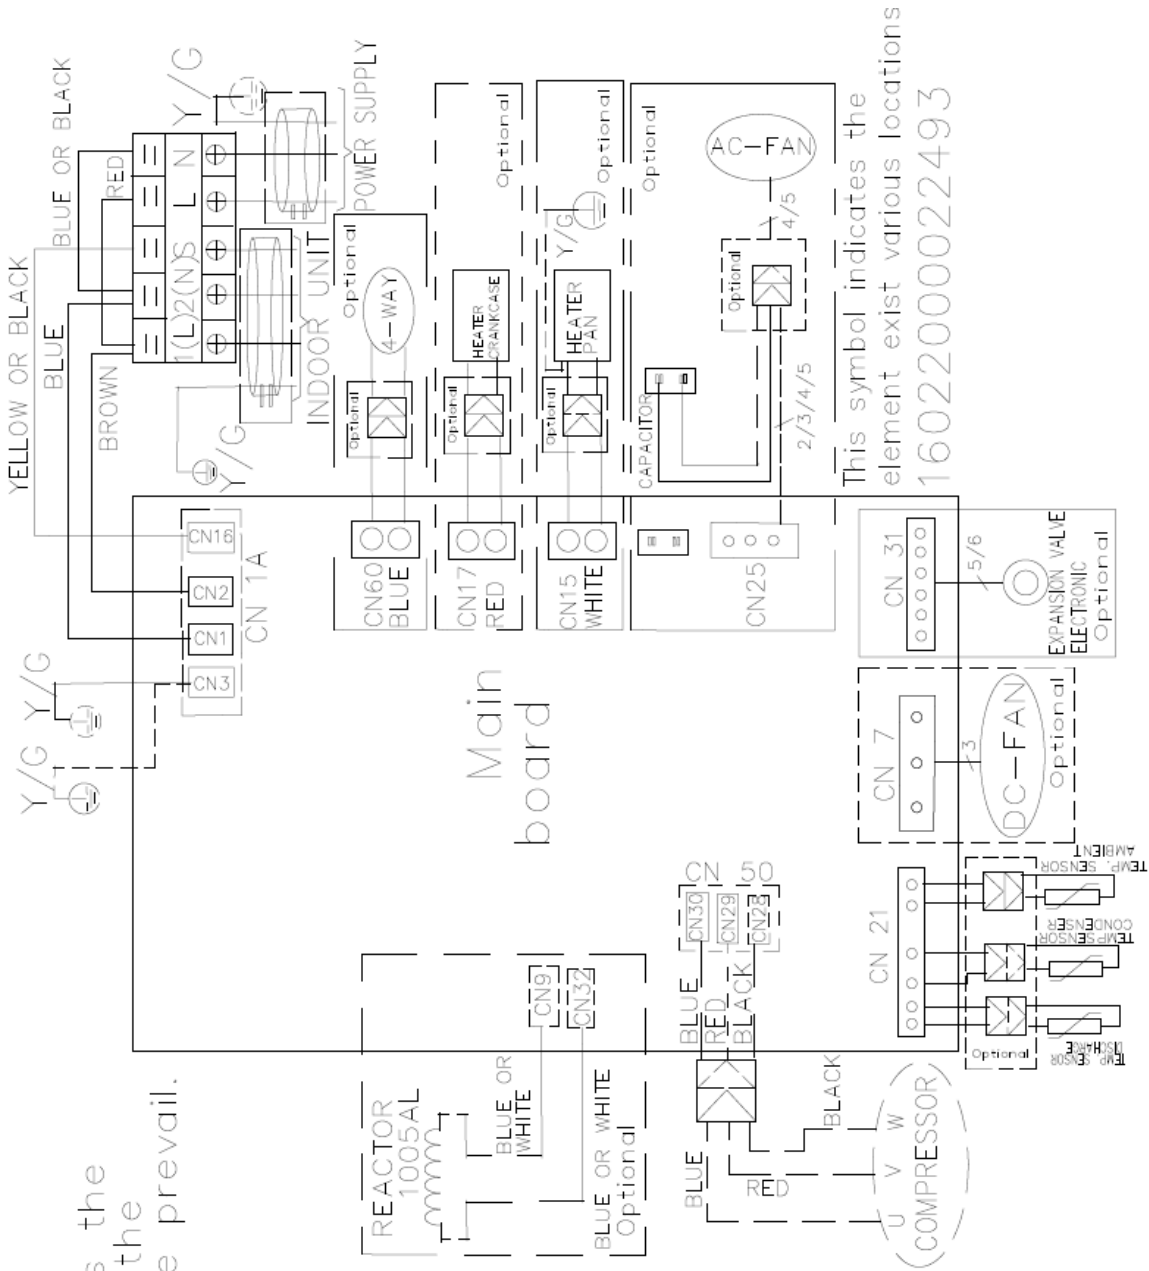 YELLOW OR BLACK
BLUE
BLUE OR BLACK
RED
BROWN
Y/G
1(L)2(N)S L N
POWER SUPPLY
INDOOR UNIT
Y/G
CN16
CN2
CN1
CN3
CN 1A
Y/G
Y/G
Optional
4-WAY
Optional
CN60
BLUE
Optional
HEATER
CRANKCASE
Optional
CN17
RED
Optional
Y/G
HEATER
PAN
Optional
CN15
WHITE
Optional
AC-FAN
4/5
Optional
CAPACITOR
2/3/4/5
CN25
This symbol indicates the
element exist various locations
16022000022493
CN 31
5/6
EXPANSION VALVE
ELECTRONIC
Optional
Main
board
CN 7
3
DC-FAN
Optional
CN 50
CN30
CN29
CN28
CN 21
AMBIENT
TEMP. SENSOR
CONDENSER
TEMPSENSOR
DISCHARGE
TEMP SENSOR
Optional
BLUE
RED
BLACK
BLUE
RED
BLACK
U V W
COMPRESSOR
CN9
CN32
REACTOR
1005AL
BLUE OR
WHITE
BLUE OR WHITE
Optional
s the
the
e prevail.